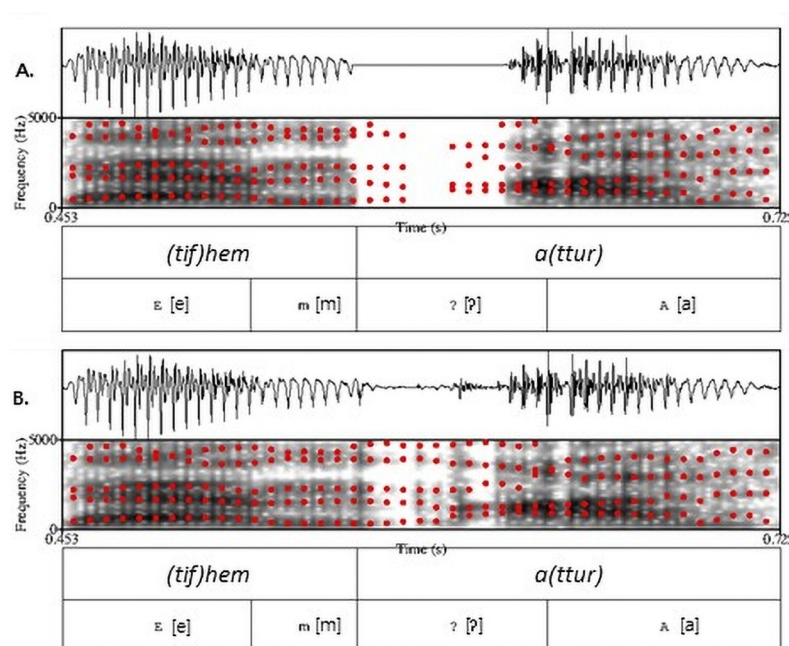 A.
5000
Frequency (Hz)
0
0.453
Time (s)
0.725
(tif)hem
a(ttur)
E [e]
m [m]
ʔ [ʔ]
A [a]
B.
5000
Frequency (Hz)
0
0.453
Time (s)
(tif)hem
a(ttur)
E [e]
m [m]
ʔ [ʔ]
A [a]